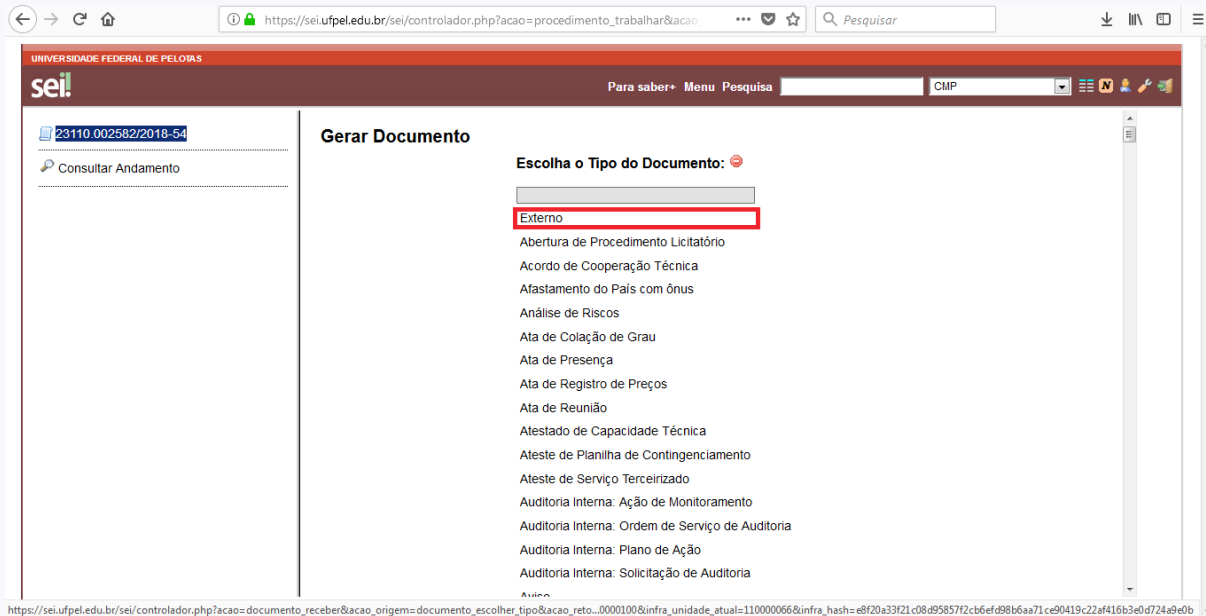 https://sei.ufpel.edu.br/sei/controlador.php?acao=procedimento_trabalhar&acao_
Pesquisar
UNIVERSIDADE FEDERAL DE PELOTAS
sei!
Para saber+ Menu Pesquisa
CMP
N
23110.002582/2018-54
Consultar Andamento
Gerar Documento
Escolha o Tipo do Documento:
Externo
Abertura de Procedimento Licitatório
Acordo de Cooperação Técnica
Afastamento do País com ônus
Análise de Riscos
Ata de Colação de Grau
Ata de Presença
Ata de Registro de Preços
Ata de Reunião
Atestado de Capacidade Técnica
Ateste de Planilha de Contingenciamento
Ateste de Serviço Terceirizado
Auditoria Interna: Ação de Monitoramento
Auditoria Interna: Ordem de Serviço de Auditoria
Auditoria Interna: Plano de Ação
Auditoria Interna: Solicitação de Auditoria
Aviso
https://sei.ufpel.edu.br/sei/controlador.php?acao=documento_receber&acao_origem=documento_escolher_tipo&acao_reto...0000100&infra_unidade_atual=110000066&infra_hash=e8f20a33f21c08d95857f2cb6efd98b6aa71ce90419c22af416b3e0d724a9e0b